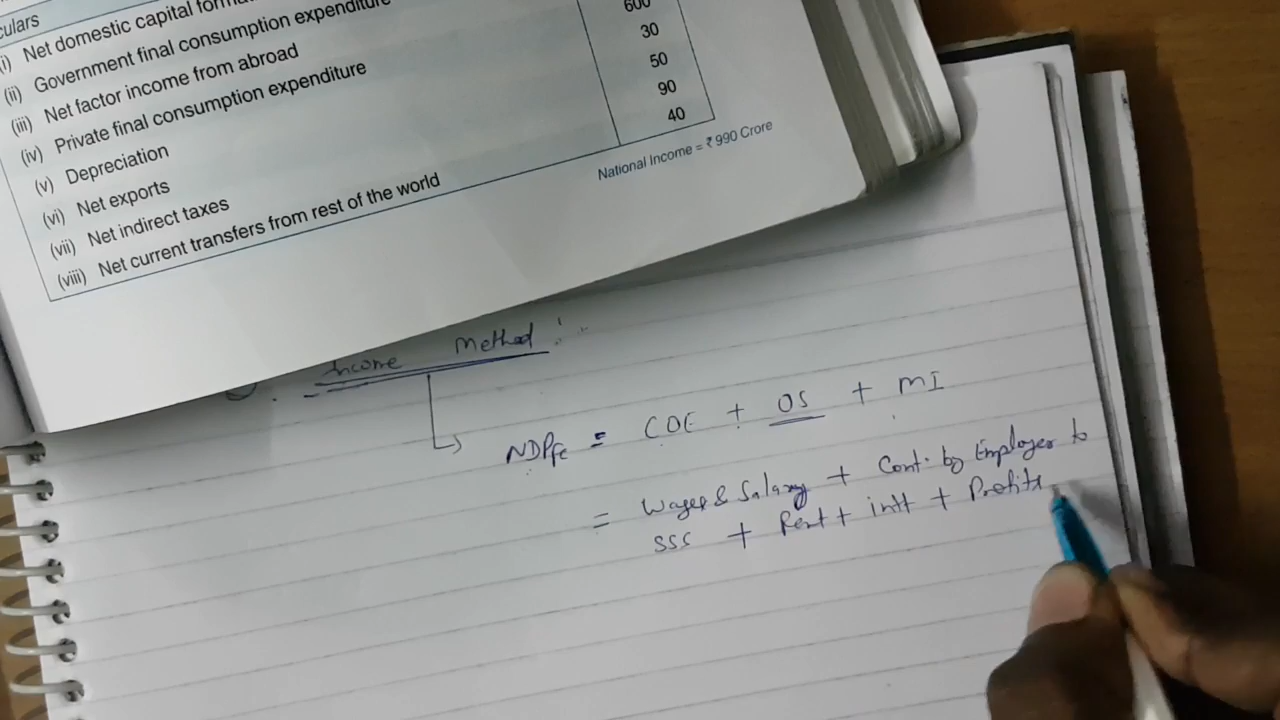 culars
(i) Net domestic capital
(ii) Government final consumption expenditure
(iii) Net factor income from abroad
(iv) Private final consumption expenditure
(v) Depreciation
(vi) Net exports
(vii) Net indirect taxes
(viii) Net current transfers from rest of the world
600
30
50
90
40
National Income = ₹ 990 Crore
Income Method :
NDPfc = COE + OS + MI
= Wages & Salary + Cont. by Employer to
SSS + Rent + intt + Profits